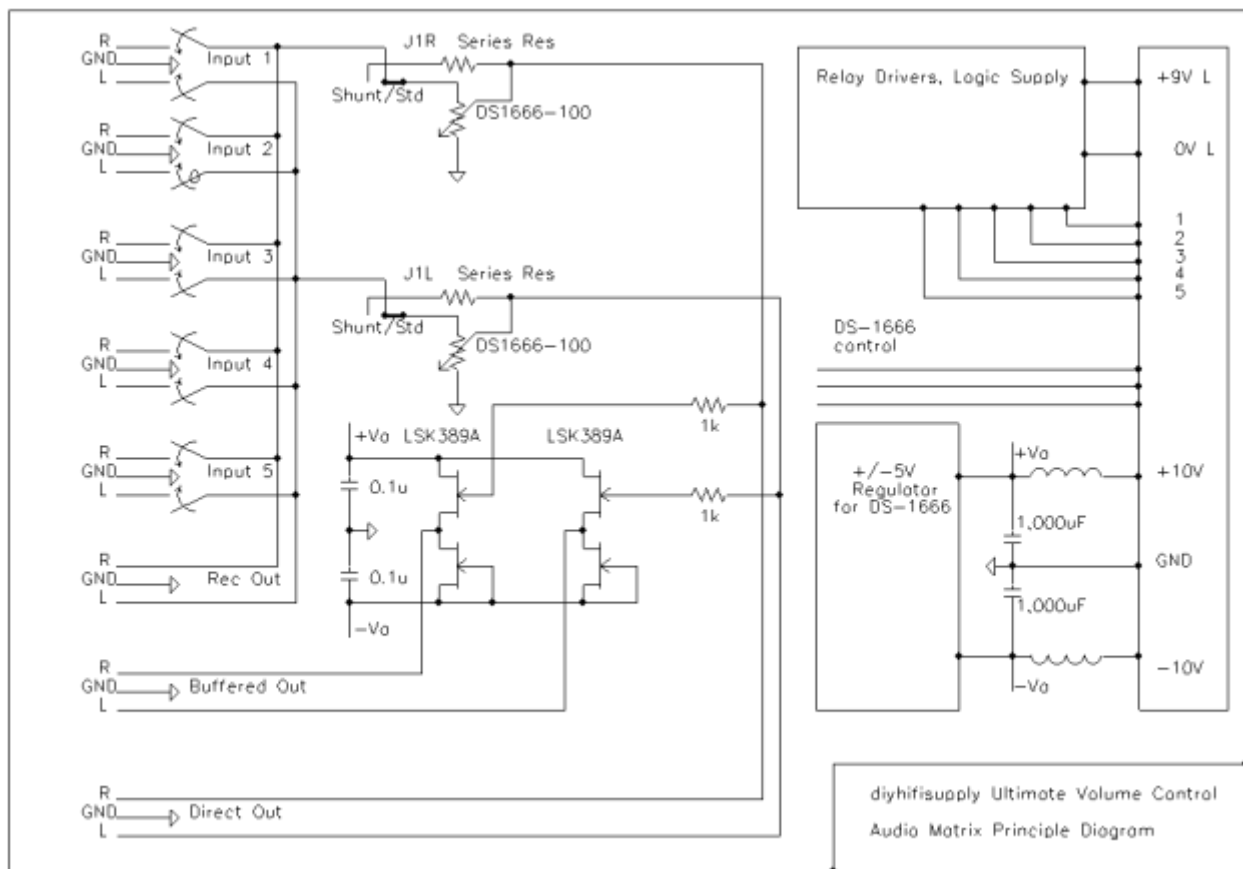 R
GND
L
Input 1
R
GND
L
Input 2
0
R
GND
L
Input 3
R
GND
L
Input 4
R
GND
L
Input 5
R
GND
L
Rec Out
R
GND
L
Buffered Out
R
GND
L
Direct Out
J1R Series Res
Shunt/Std
DS1666-100
J1L Series Res
Shunt/Std
DS1666-100
1k
1k
+Va
LSK389A
LSK389A
0.1u
0.1u
-Va
Relay Drivers, Logic Supply
+9V L
0V L
1
2
3
4
5
DS-1666
control
+/-5V
Regulator
for DS-1666
+Va
1,000uF
1,000uF
-Va
+10V
GND
-10V
diyhifisupply Ultimate Volume Control
Audio Matrix Principle Diagram